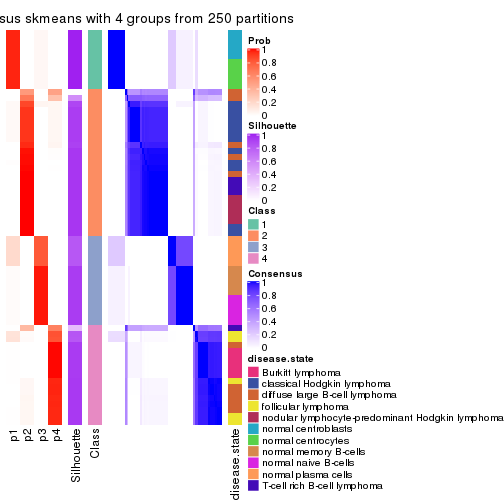 sus skmeans with 4 groups from 250 partitions
Prob
1
0.8
0.6
0.4
0.2
0
Silhouette
1
0.8
0.6
0.4
0.2
0
Class
1
2
3
4
Consensus
1
0.8
0.6
0.4
0.2
0
disease.state
Burkitt lymphoma
classical Hodgkin lymphoma
diffuse large B-cell lymphoma
follicular lymphoma
nodular lymphocyte-predominant Hodgkin lymphoma
normal centroblasts
normal centrocytes
normal memory B-cells
normal naive B-cells
normal plasma cells
T-cell rich B-cell lymphoma
p1
p2
p3
p4
Silhouette
Class
disease.state